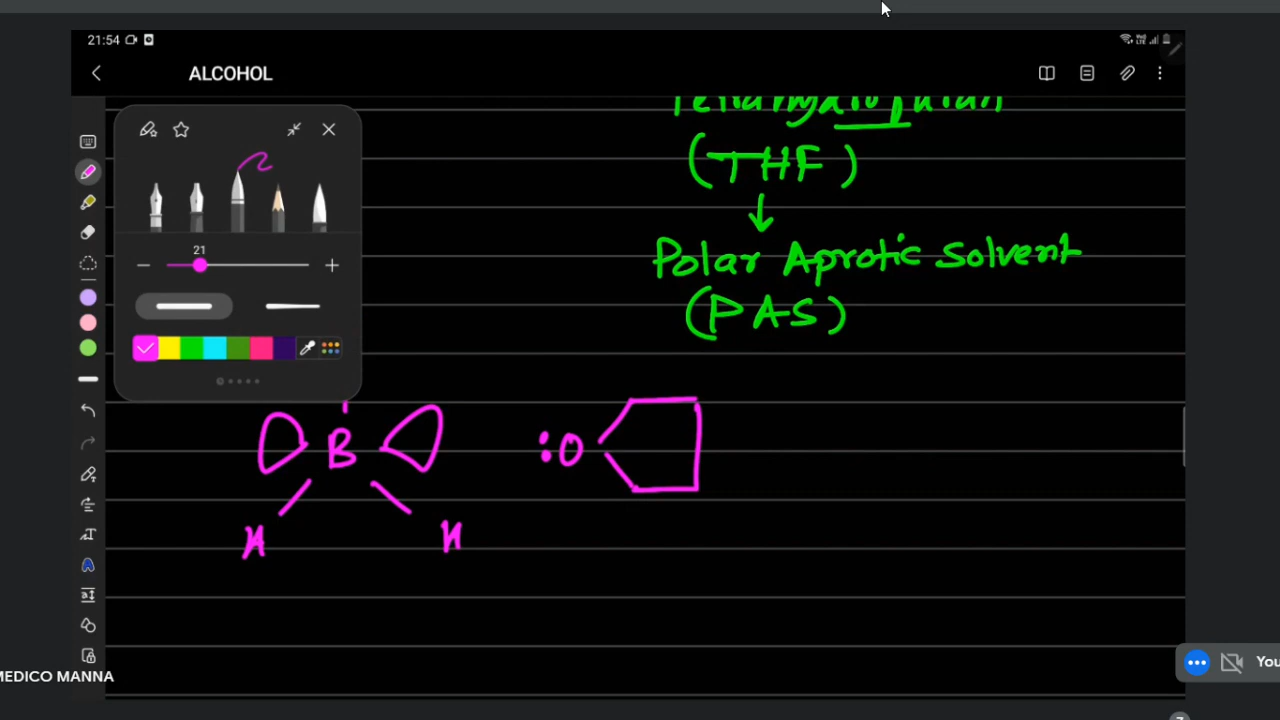 21:54
ALCOHOL
(THF)
↓
21
Polar Aprotic Solvent
(PAS)
B :O
H H
MEDICO MANNA
You